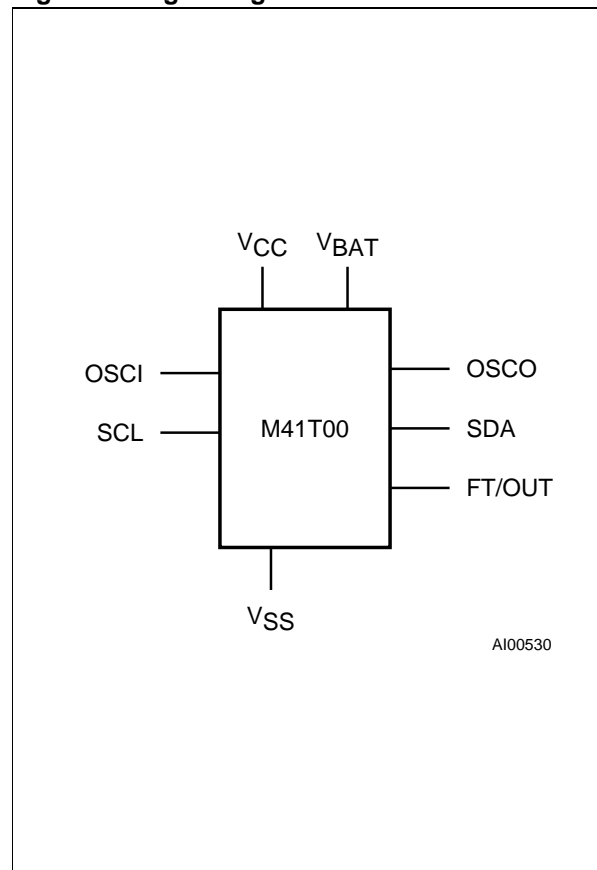 VCC VBAT
OSCI OSCO
SCL M41T00 SDA
FT/OUT
VSS
AI00530